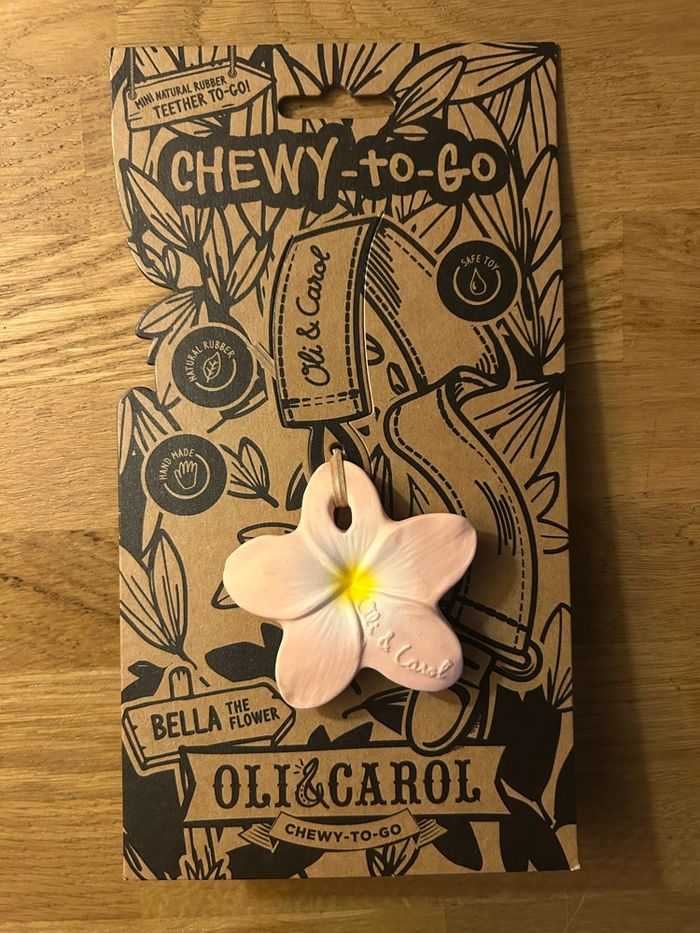 MINI NATURAL RUBBER
TEETHER TO-GO!
CHEWY-to-Go
Oli & Carol
SAFE TOY
NATURAL RUBBER
HAND MADE
Oli & Carol
BELLA THE FLOWER
OLI&CAROL
CHEWY-TO-GO